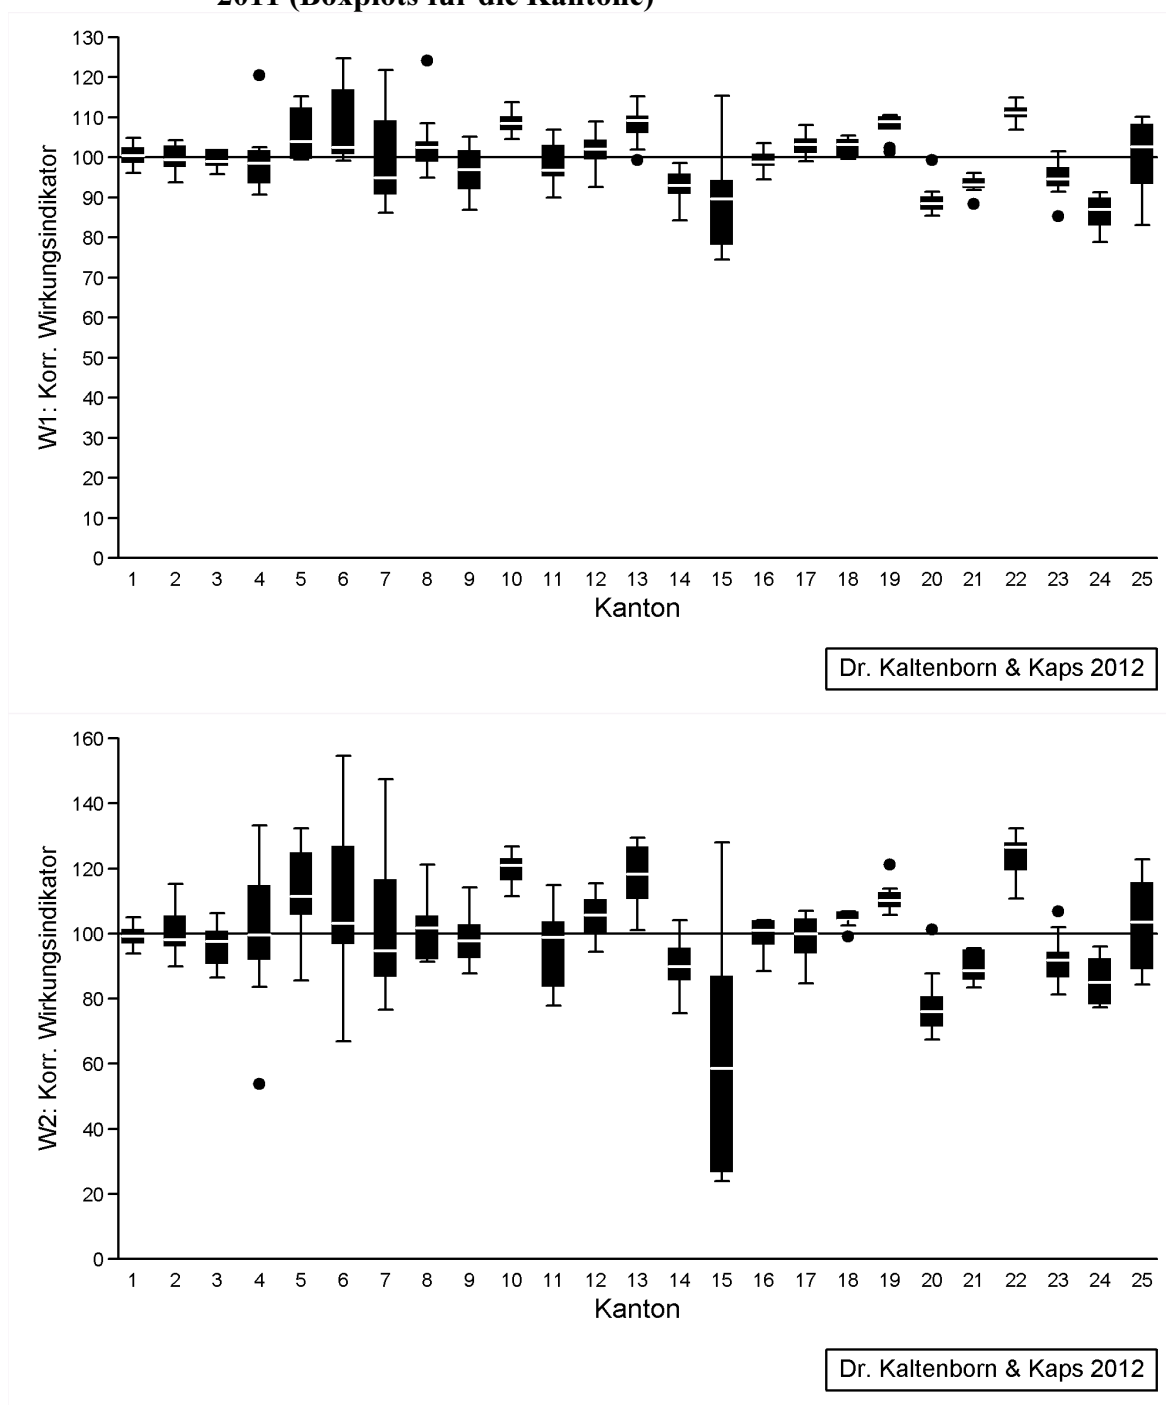 2011 (Boxplots für die Kantone)
130
120
110
100
90
80
70
60
50
40
30
20
10
0
W1: Korr. Wirkungsindikator
1 2 3 4 5 6 7 8 9 10 11 12 13 14 15 16 17 18 19 20 21 22 23 24 25
Kanton
Dr. Kaltenborn & Kaps 2012
160
140
120
100
80
60
40
20
0
W2: Korr. Wirkungsindikator
1 2 3 4 5 6 7 8 9 10 11 12 13 14 15 16 17 18 19 20 21 22 23 24 25
Kanton
Dr. Kaltenborn & Kaps 2012